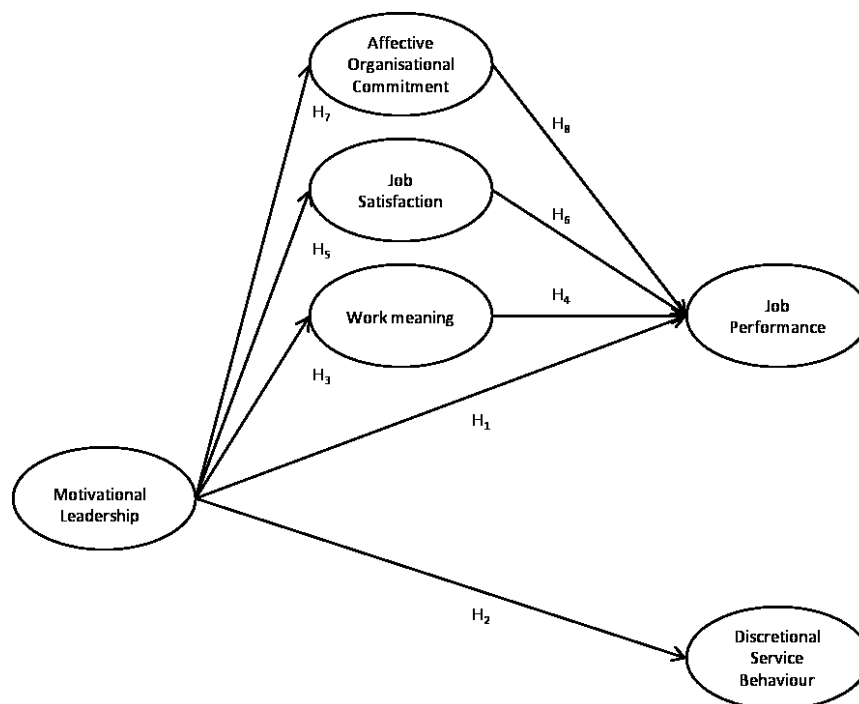 Affective
Organisational
Commitment
H₇
H₈
Job
Satisfaction
H₅
H₆
Work meaning
H₃
H₄
Job
Performance
H₁
Motivational
Leadership
H₂
Discretional
Service
Behaviour